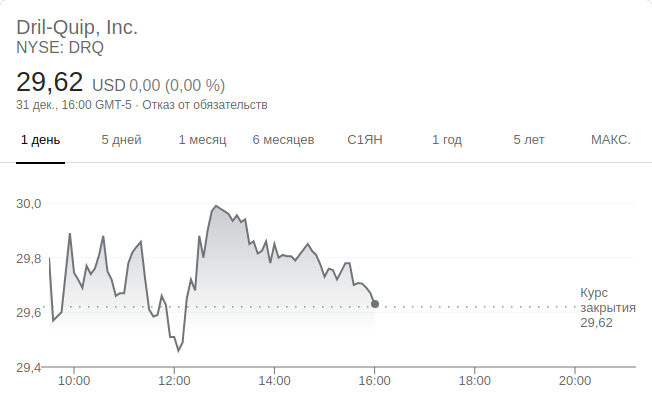 Dril-Quip, Inc.
NYSE: DRQ
29,62 USD 0,00 (0,00 %)
31 дек., 16:00 GMT-5 · Отказ от обязательств
1 день 5 дней 1 месяц 6 месяцев С1ЯН 1 год 5 лет МАКС.
30,0
29,8
29,6
29,4
Курс
закрытия
29,62
10:00 12:00 14:00 16:00 18:00 20:00